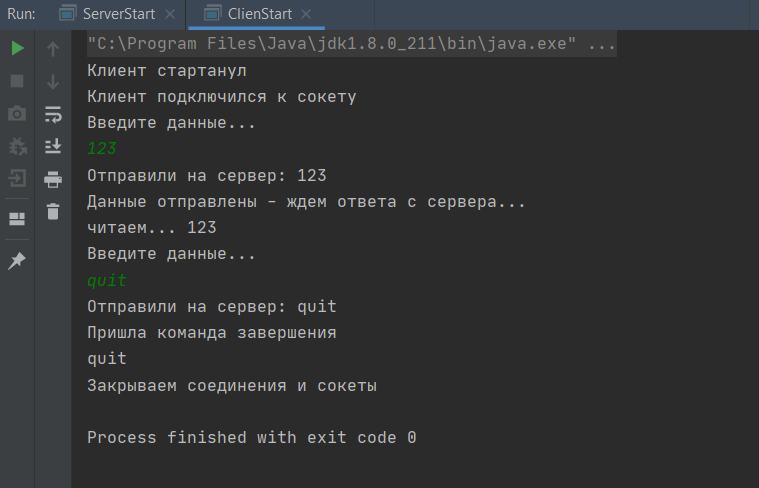 Run: ServerStart ClienStart
"C:\Program Files\Java\jdk1.8.0_211\bin\java.exe" ...
Клиент стартанул
Клиент подключился к сокету
Введите данные...
123
Отправили на сервер: 123
Данные отправлены - ждем ответа с сервера...
читаем... 123
Введите данные...
quit
Отправили на сервер: quit
Пришла команда завершения
quit
Закрываем соединения и сокеты
Process finished with exit code 0